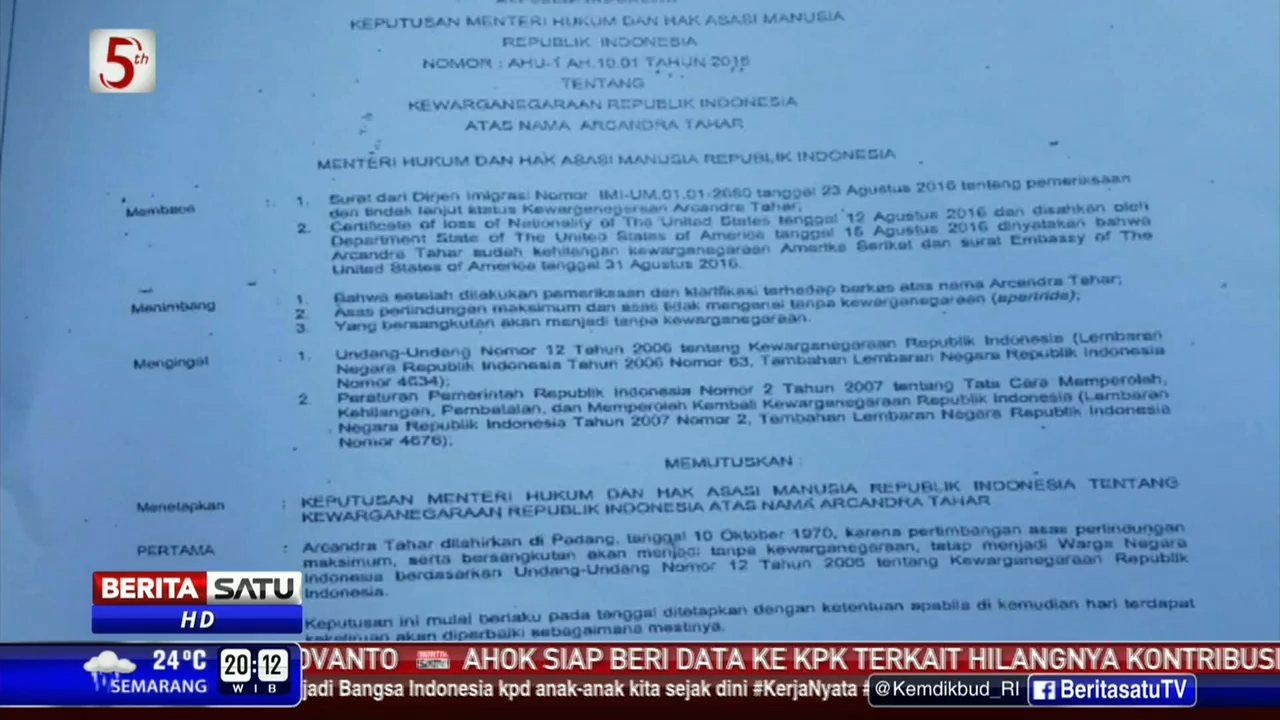 5th
KEPUTUSAN MENTERI HUKUM DAN HAK ASASI MANUSIA
REPUBLIK INDONESIA
NOMOR : AHU-1 AH.10.01 TAHUN 2016
TENTANG
KEWARGANEGARAAN REPUBLIK INDONESIA
ATAS NAMA ARCANDRA TAHAR
MENTERI HUKUM DAN HAK ASASI MANUSIA REPUBLIK INDONESIA
Membaca : 1. Surat dari Dirjen Imigrasi Nomor IMI-UM.01.01-2660 tanggal 23 Agustus 2016 tentang pemeriksaan
dan tindak lanjut status Kewarganegaraan Arcandra Tahar;
2. Certificate of loss of Nationality of The United States tanggal 12 Agustus 2016 dan disahkan oleh
Department State of The United States of America tanggal 16 Agustus 2016 dinyatakan bahwa
Arcandra Tahar sudah kehilangan kewarganegaraan Amerika Serikat dan surat Embassy of The
United States of America tanggal 31 Agustus 2016.
Menimbang : 1. Bahwa setelah dilakukan pemeriksaan dan klarifikasi terhadap berkas atas nama Arcandra Tahar;
2. Asas perlindungan maksimum dan asas tidak mengenal tanpa kewarganegaraan (apatride);
3. Yang bersangkutan akan menjadi tanpa kewarganegaraan.
Mengingat 1. Undang-Undang Nomor 12 Tahun 2006 tentang Kewarganegaraan Republik Indonesia (Lembaran
Negara Republik Indonesia Tahun 2006 Nomor 63, Tambahan Lembaran Negara Republik Indonesia
Nomor 4634);
2. Peraturan Pemerintah Republik Indonesia Nomor 2 Tahun 2007 tentang Tata Cara Memperolah,
Kehilangan, Pembatalan, dan Memperolah Kembali Kewarganegaraan Republik Indonesia (Lembaran
Negara Republik Indonesia Tahun 2007 Nomor 2, Tambahan Lembaran Negara Republik Indonesia
Nomor 4676);
MEMUTUSKAN :
Menetapkan : KEPUTUSAN MENTERI HUKUM DAN HAK ASASI MANUSIA REPUBLIK INDONESIA TENTANG
KEWARGANEGARAAN REPUBLIK INDONESIA ATAS NAMA ARCANDRA TAHAR
PERTAMA : Arcandra Tahar dilahirkan di Padang, tanggal 10 Oktober 1970, karena pertimbangan asas perlindungan
maksimum, serta bersangkutan akan menjadi tanpa kewarganegaraan, tatap menjadi Warga Negara
Indonesia berdasarkan Undang-Undang Nomor 12 Tahun 2006 tentang Kewarganegaraan Republik
Indonesia.
Keputusan ini mulai berlaku pada tanggal ditetapkan dengan ketentuan apabila di kemudian hari terdapat
kekeliruan akan diperbaiki sebagaimana mestinya.
BERITA SATU
HD
24°C
SEMARANG
20:12
WIB
OVANTO BERITA SATU AHOK SIAP BERI DATA KE KPK TERKAIT HILANGNYA KONTRIBUSI
jadi Bangsa Indonesia kpd anak-anak kita sejak dini #KerjaNyata # @Kemdikbud_RI BeritasatuTV